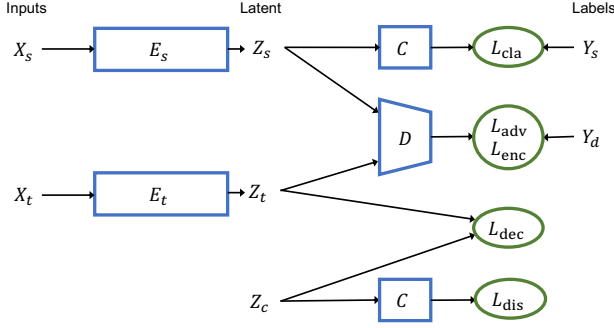 Inputs Latent Labels
X_s E_s Z_s C L_cla Y_s
D L_adv L_enc Y_d
X_t E_t Z_t
L_dec
Z_c C L_dis